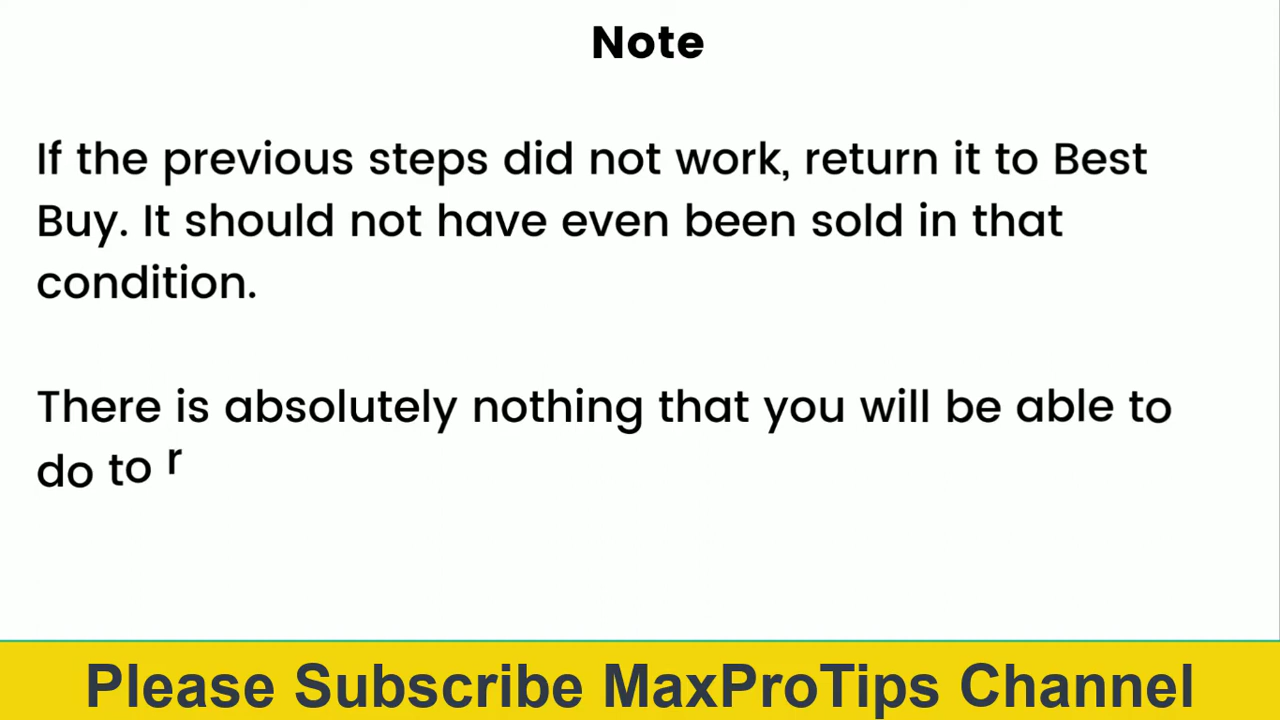 Note
If the previous steps did not work, return it to Best
Buy. It should not have even been sold in that
condition.
There is absolutely nothing that you will be able to
do to r
Please Subscribe MaxProTips Channel